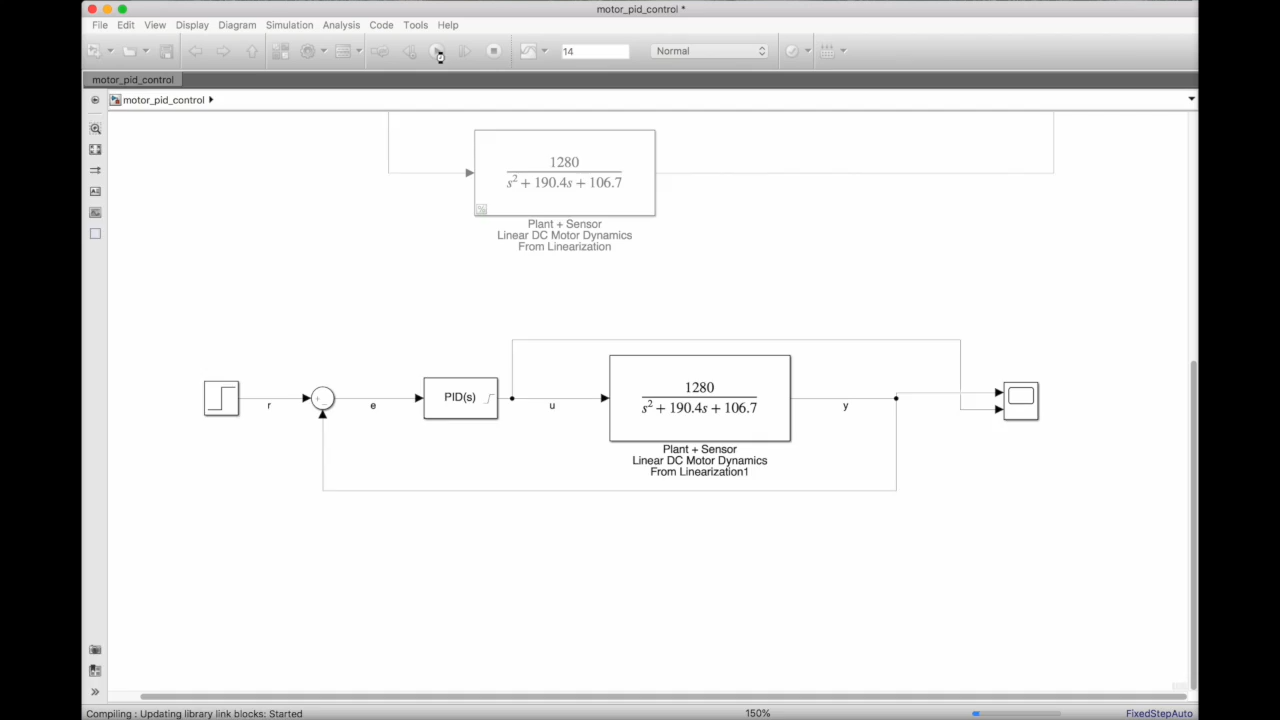 motor_pid_control *
File Edit View Display Diagram Simulation Analysis Code Tools Help
14 Normal
motor_pid_control
motor_pid_control
1280
s² + 190.4s + 106.7
Plant + Sensor
Linear DC Motor Dynamics
From Linearization
r e PID(s) u
1280
s² + 190.4s + 106.7
y
Plant + Sensor
Linear DC Motor Dynamics
From Linearization1
Compiling : Updating library link blocks: Started 150% FixedStepAuto